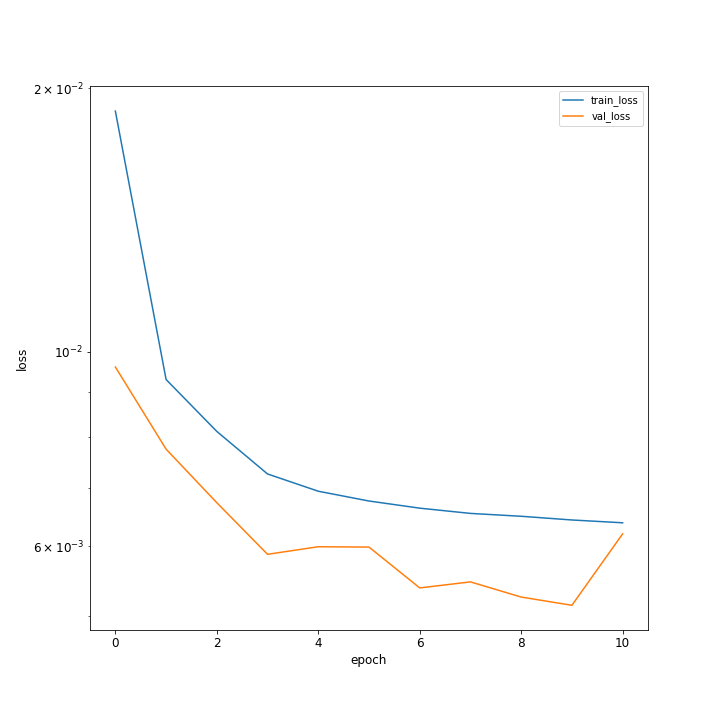 2 × 10⁻²
train_loss
val_loss
10⁻²
loss
6 × 10⁻³
0 2 4 6 8 10
epoch